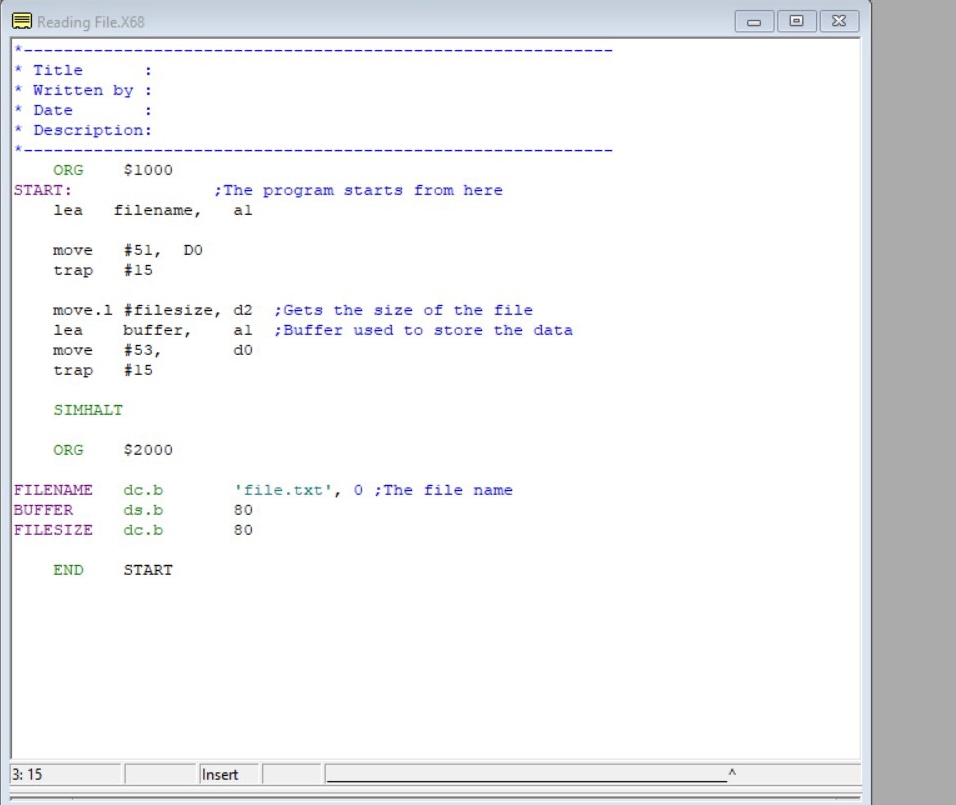 Reading File.X68
*-----------------------------------------------------------
* Title      :
* Written by :
* Date       :
* Description:
*-----------------------------------------------------------
    ORG    $1000
START:              ;The program starts from here
    lea   filename,   a1
    move   #51,  D0
    trap   #15
    move.l #filesize, d2  ;Gets the size of the file
    lea    buffer,    a1  ;Buffer used to store the data
    move   #53,       d0
    trap   #15
    SIMHALT
    ORG    $2000
FILENAME   dc.b       'file.txt', 0 ;The file name
BUFFER     ds.b       80
FILESIZE   dc.b       80
    END    START
3: 15 Insert